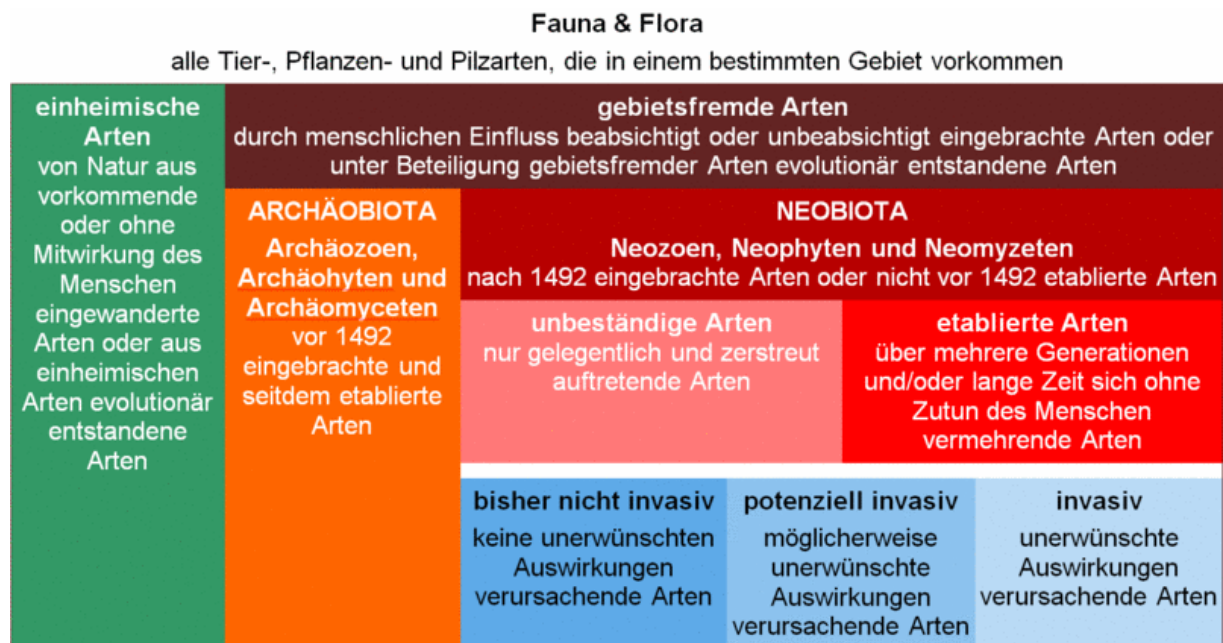 Fauna & Flora
alle Tier-, Pflanzen- und Pilzarten, die in einem bestimmten Gebiet vorkommen
einheimische
Arten
von Natur aus
vorkommende
oder ohne
Mitwirkung des
Menschen
eingewanderte
Arten oder aus
einheimischen
Arten evolutionär
entstandene
Arten
gebietsfremde Arten
durch menschlichen Einfluss beabsichtigt oder unbeabsichtigt eingebrachte Arten oder
unter Beteiligung gebietsfremder Arten evolutionär entstandene Arten
ARCHÄOBIOTA
Archäozoen,
Archäohyten und
Archäomyceten
vor 1492
eingebrachte und
seitdem etablierte
Arten
NEOBIOTA
Neozoen, Neophyten und Neomyzeten
nach 1492 eingebrachte Arten oder nicht vor 1492 etablierte Arten
unbeständige Arten
nur gelegentlich und zerstreut
auftretende Arten
etablierte Arten
über mehrere Generationen
und/oder lange Zeit sich ohne
Zutun des Menschen
vermehrende Arten
bisher nicht invasiv
keine unerwünschten
Auswirkungen
verursachende Arten
potenziell invasiv
möglicherweise
unerwünschte
Auswirkungen
verursachende Arten
invasiv
unerwünschte
Auswirkungen
verursachende Arten